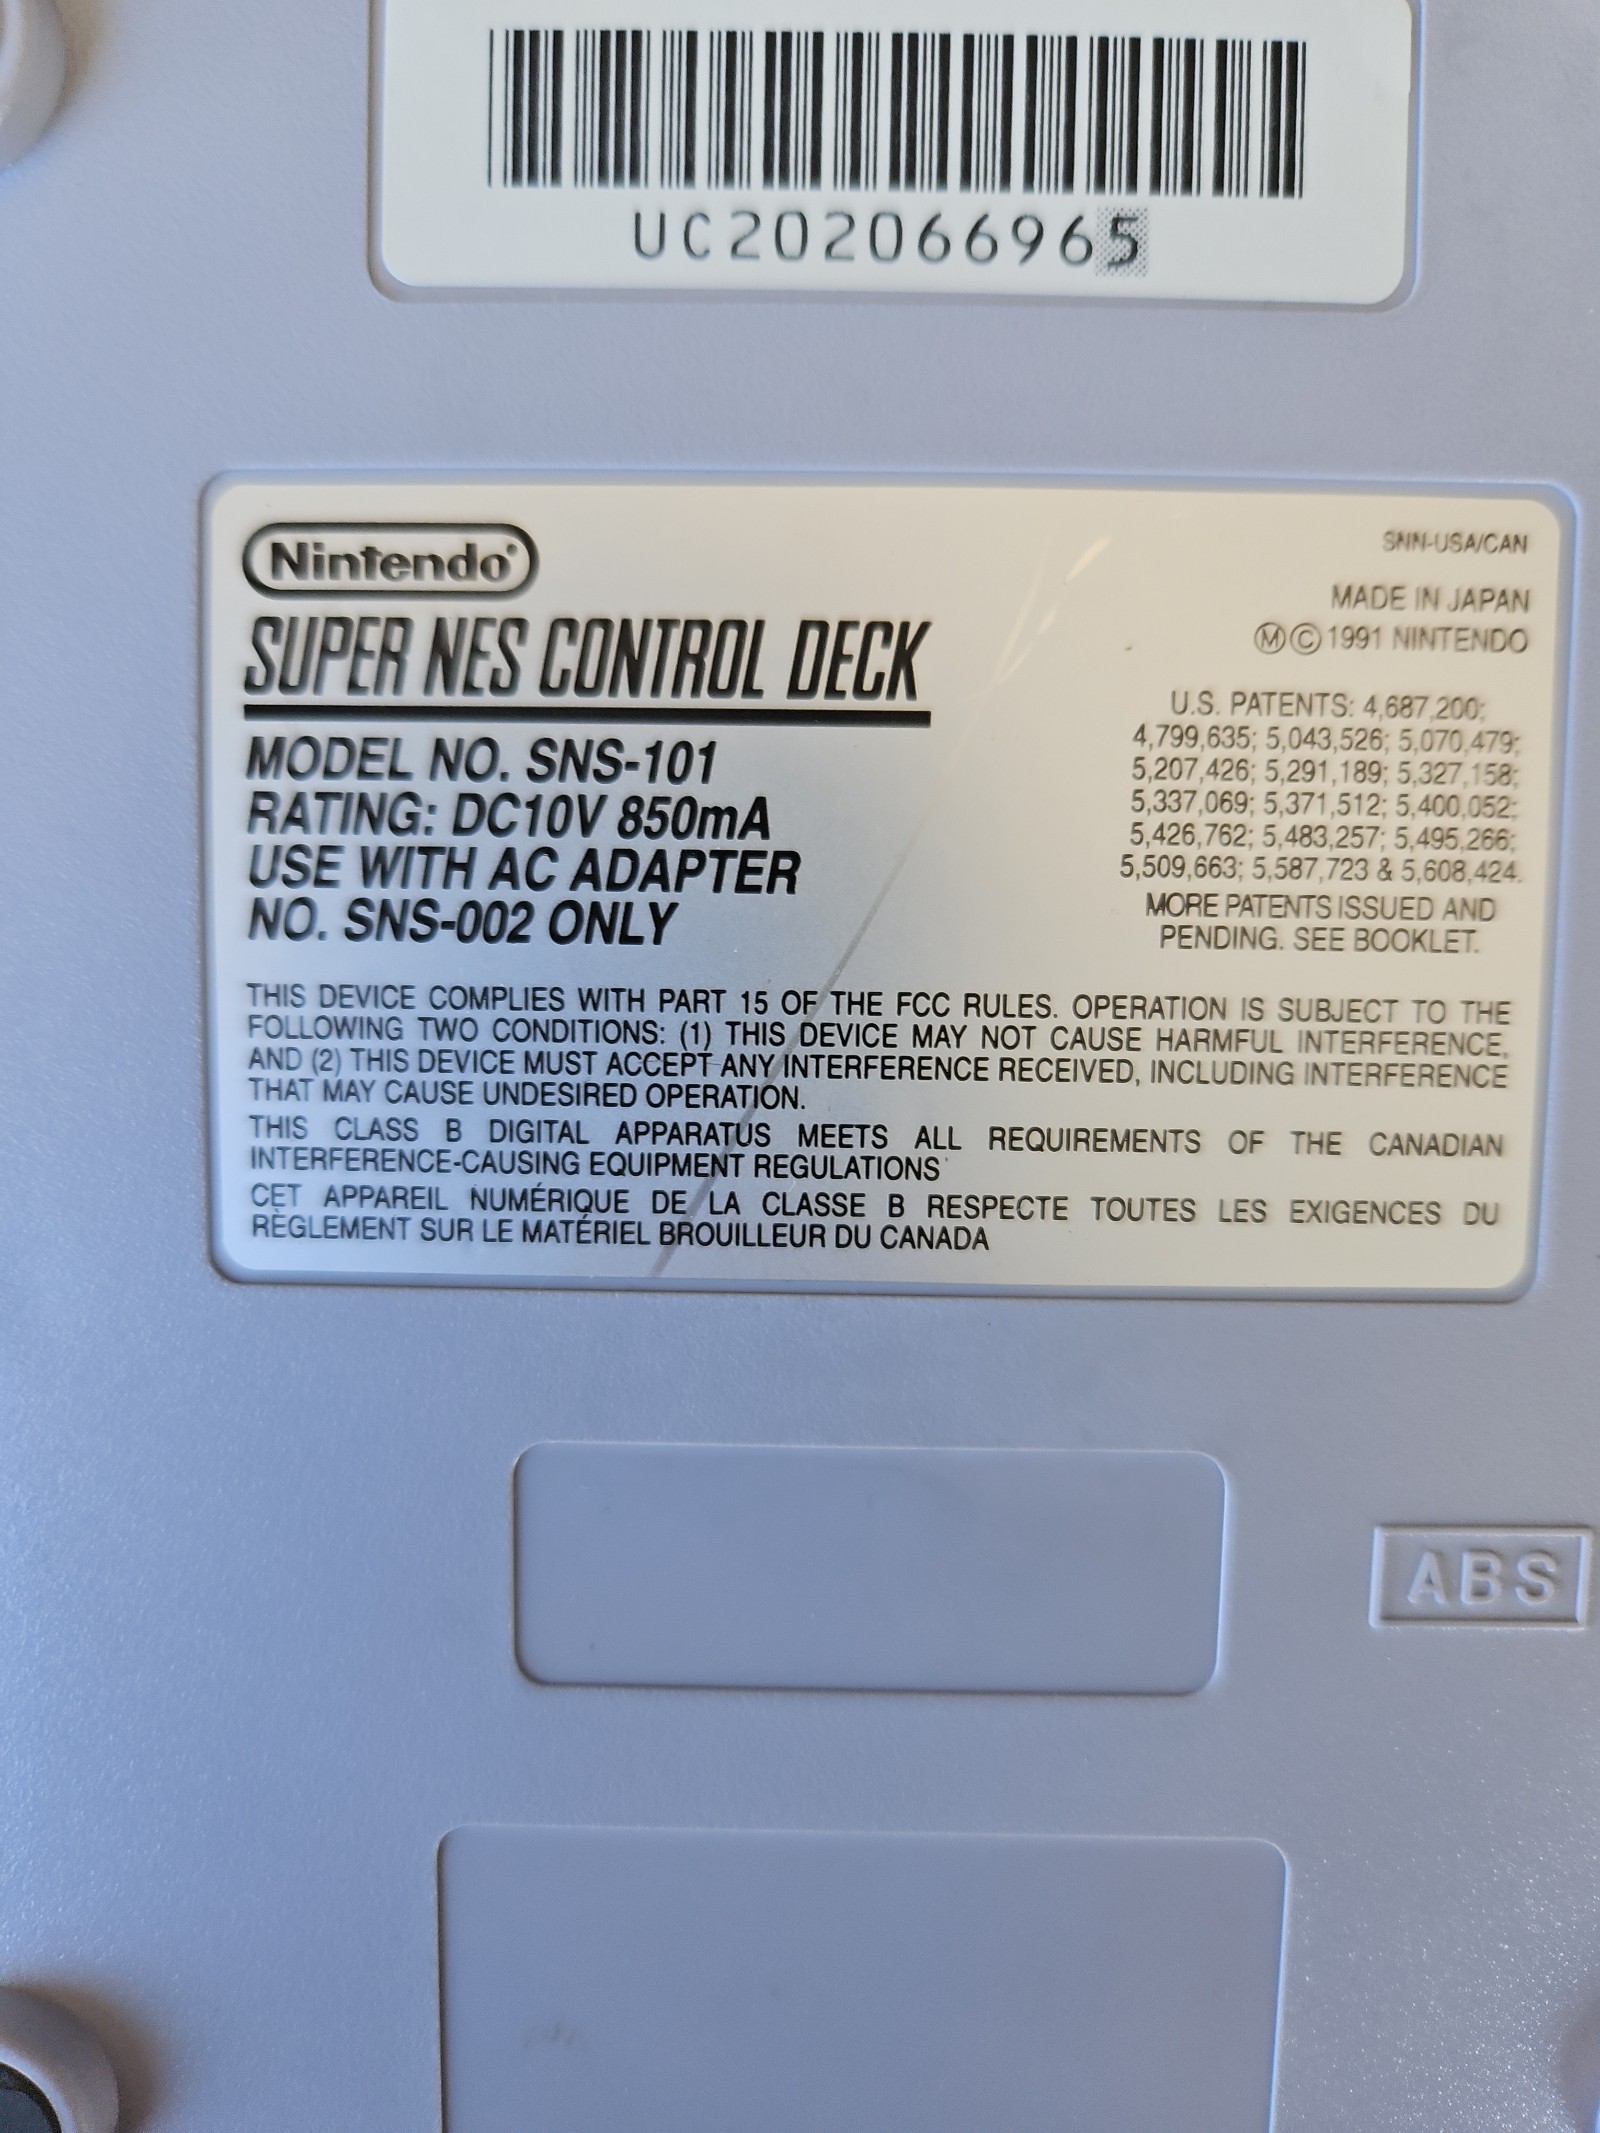 UC202066965
Nintendo®
SUPER NES CONTROL DECK
MODEL NO. SNS-101
RATING: DC10V 850mA
USE WITH AC ADAPTER
NO. SNS-002 ONLY
SNN-USA/CAN
MADE IN JAPAN
ⓂⒸ 1991 NINTENDO
U.S. PATENTS: 4,687,200;
4,799,635; 5,043,526; 5,070,479;
5,207,426; 5,291,189; 5,327,158;
5,337,069; 5,371,512; 5,400,052;
5,426,762; 5,483,257; 5,495,266;
5,509,663; 5,587,723 & 5,608,424.
MORE PATENTS ISSUED AND
PENDING. SEE BOOKLET.
THIS DEVICE COMPLIES WITH PART 15 OF THE FCC RULES. OPERATION IS SUBJECT TO THE
FOLLOWING TWO CONDITIONS: (1) THIS DEVICE MAY NOT CAUSE HARMFUL INTERFERENCE,
AND (2) THIS DEVICE MUST ACCEPT ANY INTERFERENCE RECEIVED, INCLUDING INTERFERENCE
THAT MAY CAUSE UNDESIRED OPERATION.
THIS CLASS B DIGITAL APPARATUS MEETS ALL REQUIREMENTS OF THE CANADIAN
INTERFERENCE-CAUSING EQUIPMENT REGULATIONS
CET APPAREIL NUMÉRIQUE DE LA CLASSE B RESPECTE TOUTES LES EXIGENCES DU
RÈGLEMENT SUR LE MATÉRIEL BROUILLEUR DU CANADA
ABS